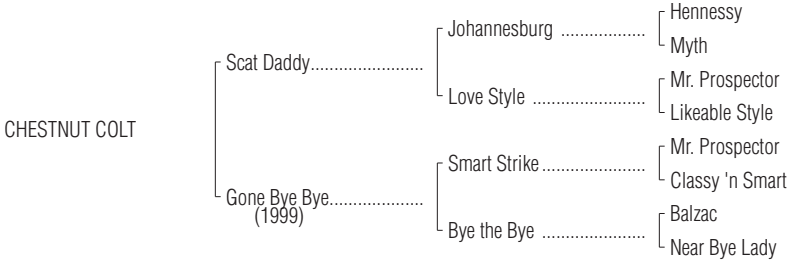 Hennessy
Johannesburg ...................
Myth
Scat Daddy.........................
Mr. Prospector
Love Style .........................
Likeable Style
CHESTNUT COLT
Mr. Prospector
Smart Strike.......................
Classy 'n Smart
Gone Bye Bye.....................
(1999)
Balzac
Bye the Bye .......................
Near Bye Lady